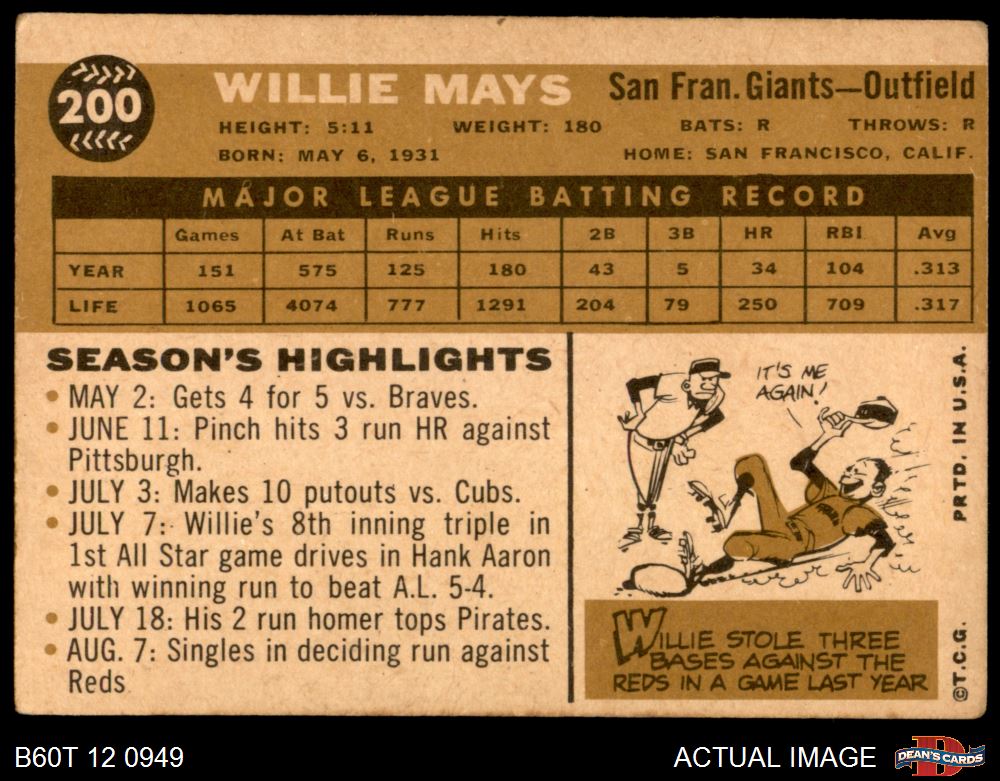 200
WILLIE MAYS San Fran. Giants—Outfield
HEIGHT: 5:11 WEIGHT: 180 BATS: R THROWS: R
BORN: MAY 6, 1931 HOME: SAN FRANCISCO, CALIF.
MAJOR LEAGUE BATTING RECORD
Games At Bat Runs Hits 2B 3B HR RBI Avg
YEAR 151 575 125 180 43 5 34 104 .313
LIFE 1065 4074 777 1291 204 79 250 709 .317
SEASON'S HIGHLIGHTS
• MAY 2: Gets 4 for 5 vs. Braves.
• JUNE 11: Pinch hits 3 run HR against
Pittsburgh.
• JULY 3: Makes 10 putouts vs. Cubs.
• JULY 7: Willie's 8th inning triple in
1st All Star game drives in Hank Aaron
with winning run to beat A.L. 5-4.
• JULY 18: His 2 run homer tops Pirates.
• AUG. 7: Singles in deciding run against
Reds
IT'S ME
AGAIN!
WILLIE STOLE THREE
BASES AGAINST THE
REDS IN A GAME LAST YEAR
©T.C.G. PRTD. IN U.S.A.
B60T 12 0949
ACTUAL IMAGE
D
DEAN'S CARDS